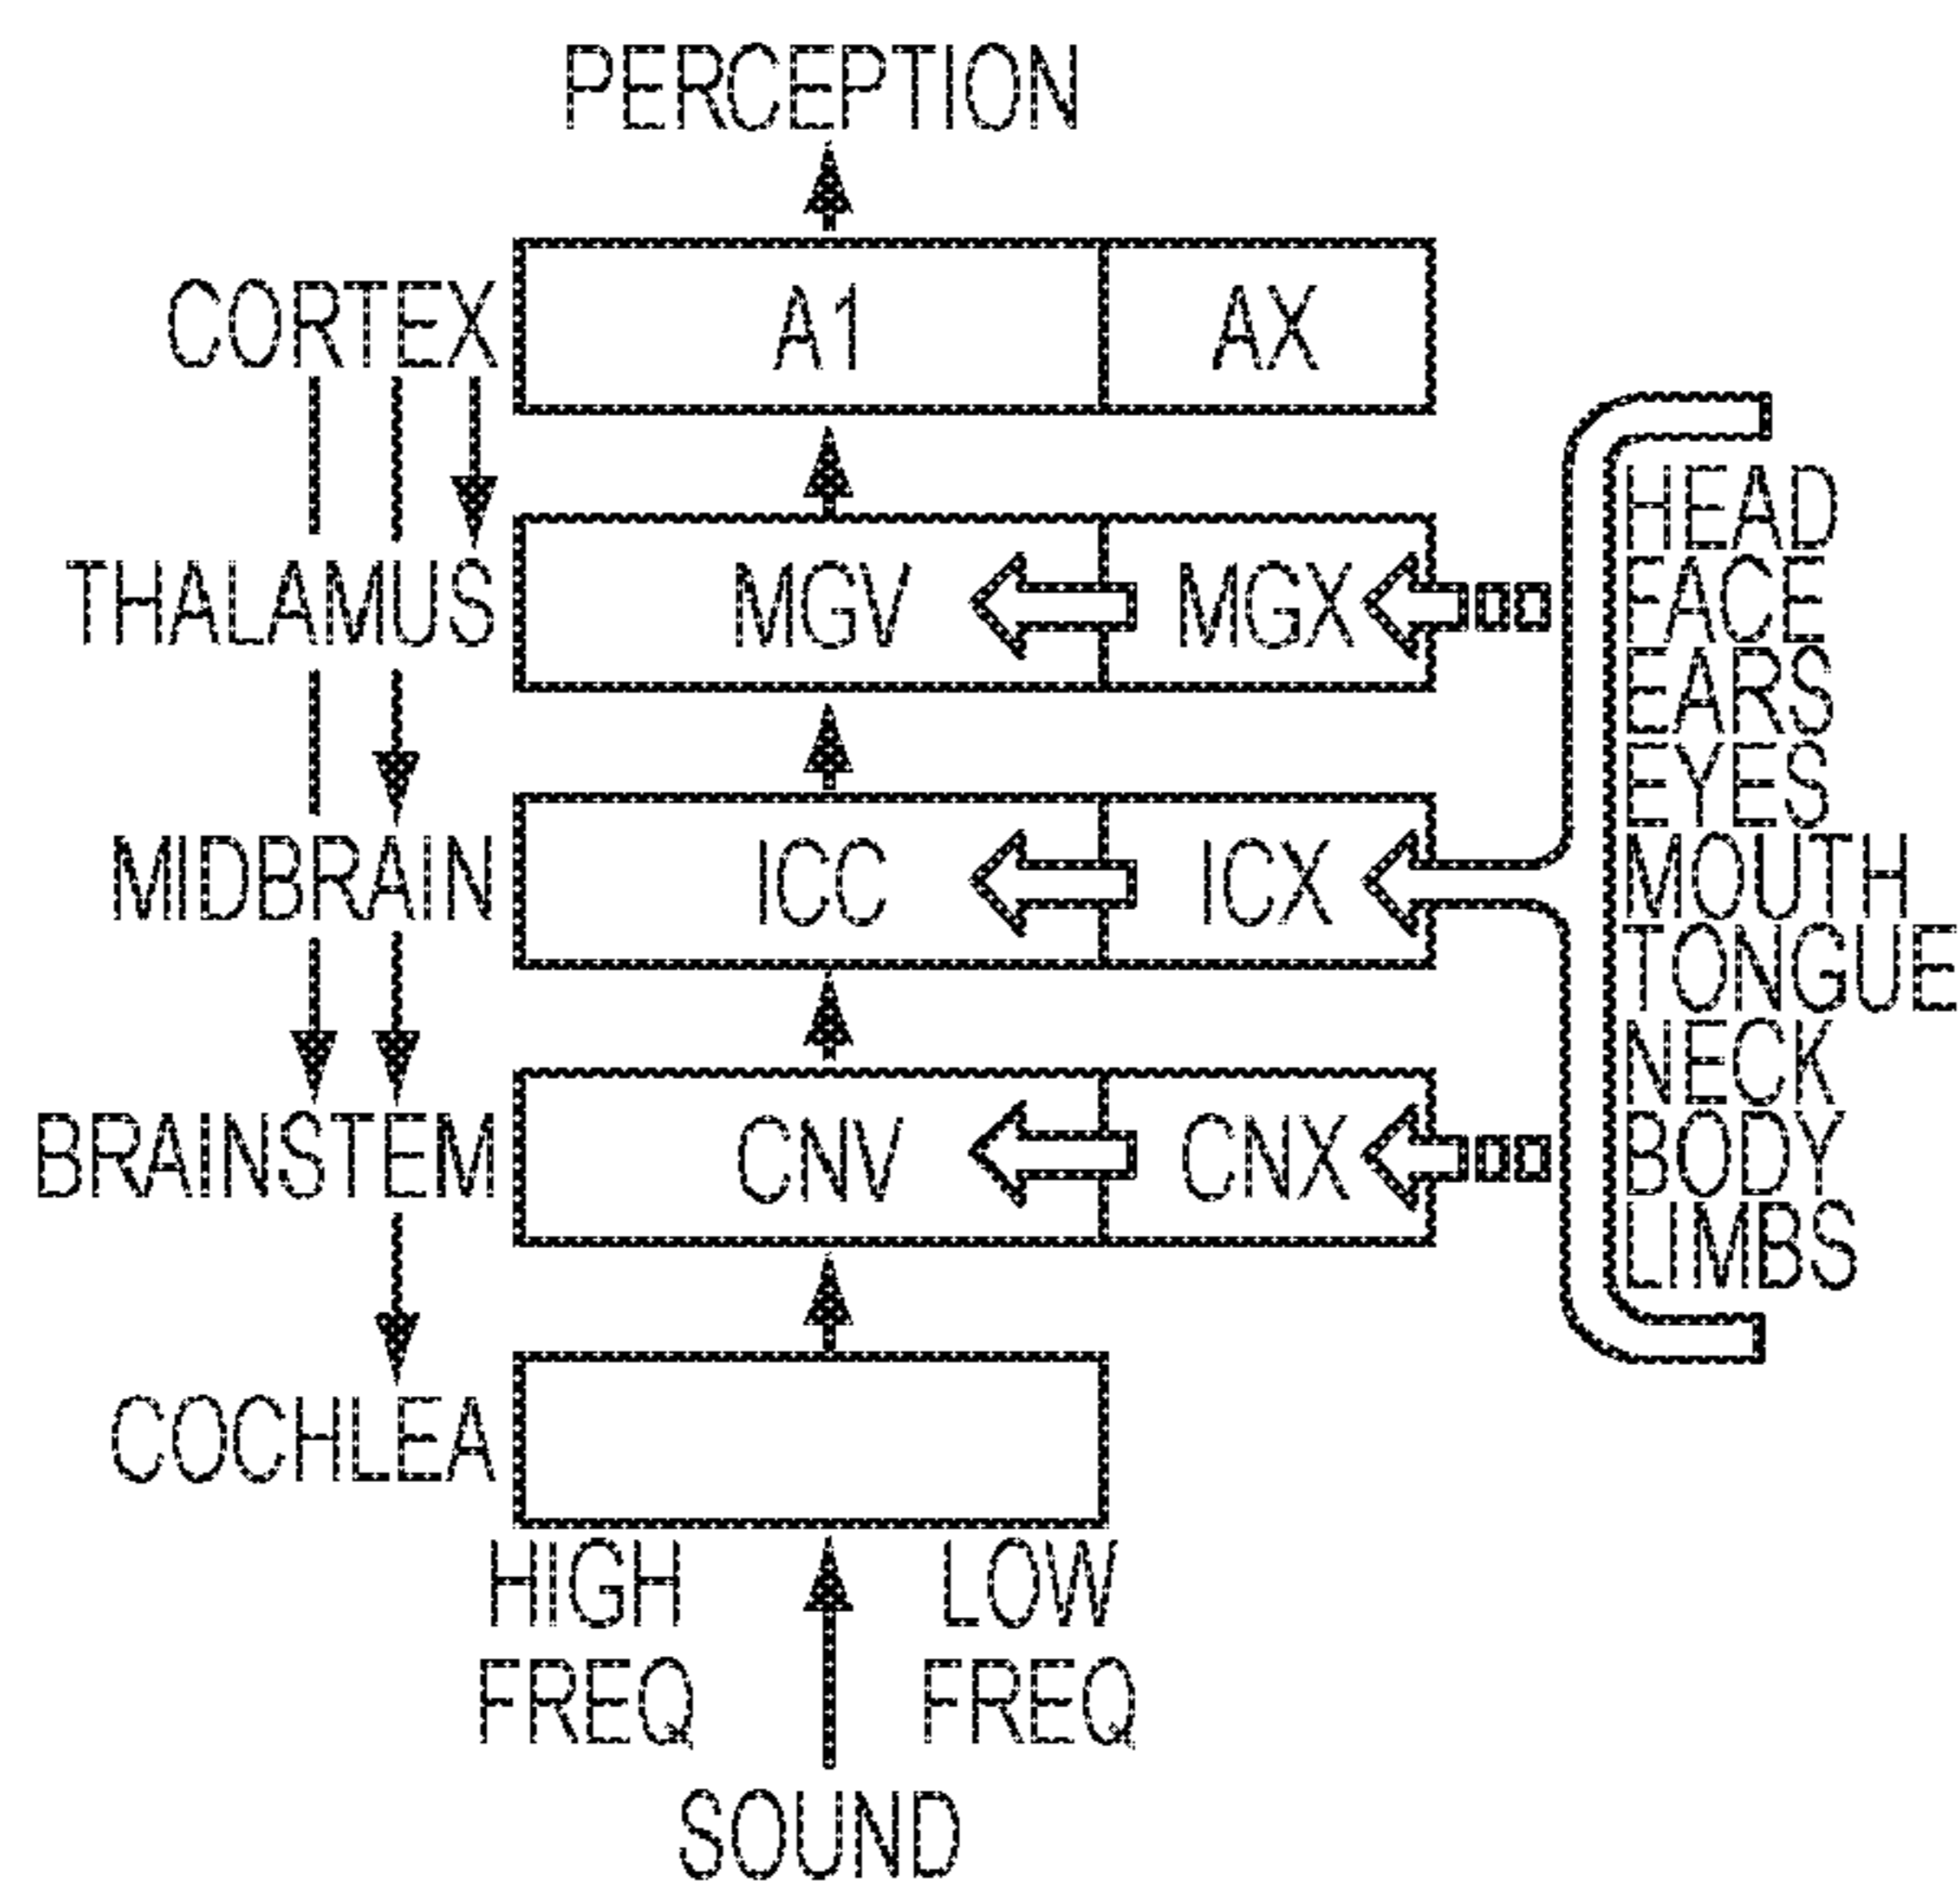 PERCEPTION
CORTEX
A1
AX
THALAMUS
MGV
MGX
MIDBRAIN
ICC
ICX
BRAINSTEM
CNV
CNX
COCHLEA
HEAD
FACE
EARS
EYES
MOUTH
TONGUE
NECK
BODY
LIMBS
HIGH
FREQ
LOW
FREQ
SOUND